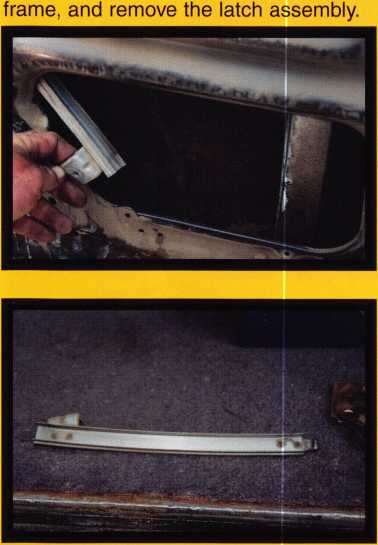 frame, and remove the latch assembly.